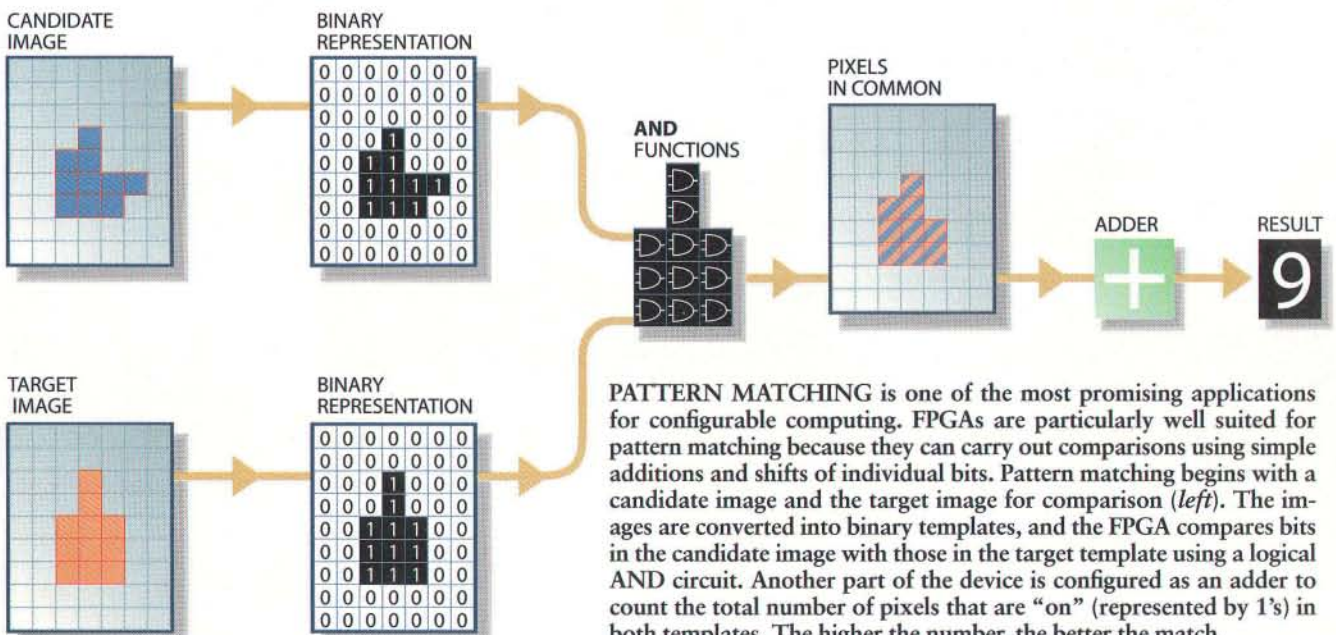 CANDIDATE
IMAGE
BINARY
REPRESENTATION
0 0 0 0 0 0 0
0 0 0 0 0 0 0
0 0 0 0 0 0 0
0 0 0 1 0 0 0
0 0 1 1 0 0 0
0 0 1 1 1 1 0
0 0 1 1 1 0 0
0 0 0 0 0 0 0
0 0 0 0 0 0 0
AND
FUNCTIONS
PIXELS
IN COMMON
ADDER
+
RESULT
9
TARGET
IMAGE
BINARY
REPRESENTATION
0 0 0 0 0 0 0
0 0 0 0 0 0 0
0 0 0 1 0 0 0
0 0 0 1 0 0 0
0 0 1 1 1 0 0
0 0 1 1 1 0 0
0 0 1 1 1 0 0
0 0 0 0 0 0 0
0 0 0 0 0 0 0
PATTERN MATCHING is one of the most promising applications
for configurable computing. FPGAs are particularly well suited for
pattern matching because they can carry out comparisons using simple
additions and shifts of individual bits. Pattern matching begins with a
candidate image and the target image for comparison (left). The im-
ages are converted into binary templates, and the FPGA compares bits
in the candidate image with those in the target template using a logical
AND circuit. Another part of the device is configured as an adder to
count the total number of pixels that are “on” (represented by 1’s) in
both templates. The higher the number, the better the match.